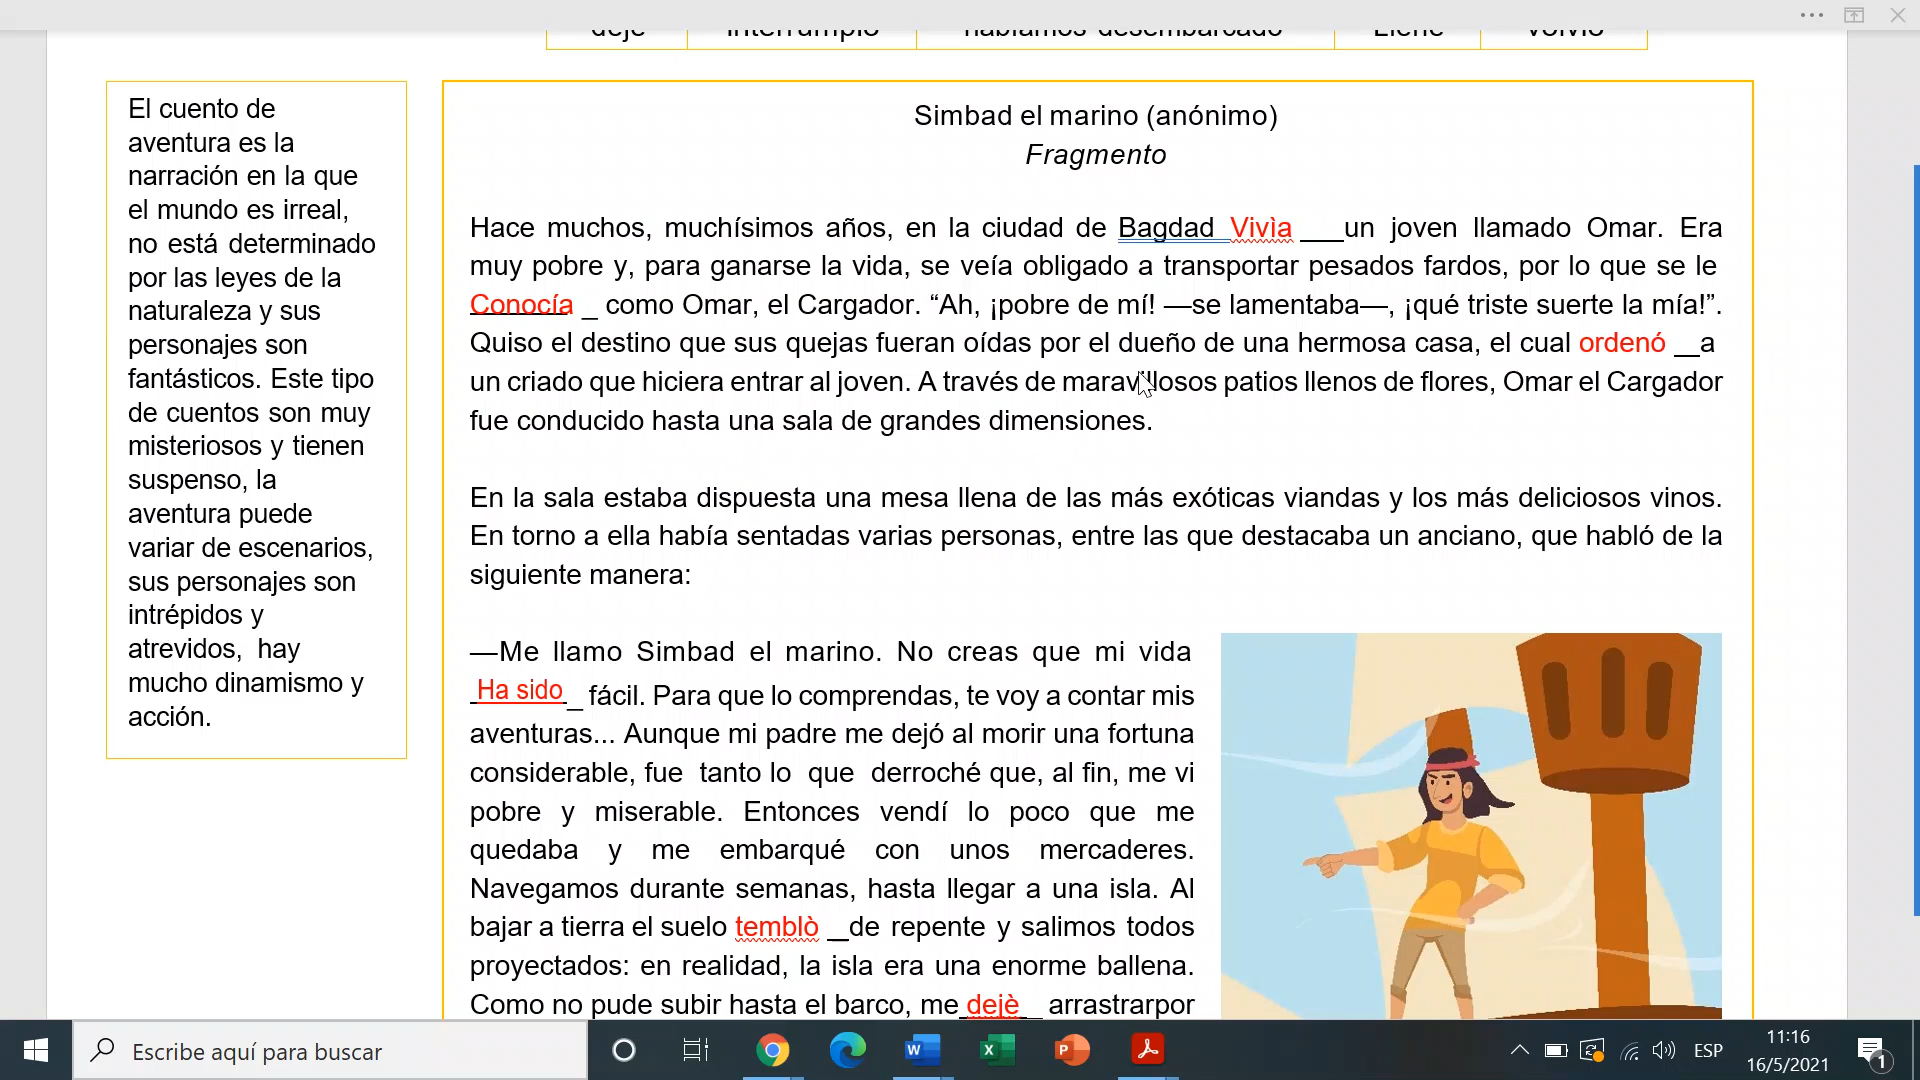 deje interrumpió habíamos desembarcado Llené volvió
El cuento de
aventura es la
narración en la que
el mundo es irreal,
no está determinado
por las leyes de la
naturaleza y sus
personajes son
fantásticos. Este tipo
de cuentos son muy
misteriosos y tienen
suspenso, la
aventura puede
variar de escenarios,
sus personajes son
intrépidos y
atrevidos, hay
mucho dinamismo y
acción.
Simbad el marino (anónimo)
Fragmento
Hace muchos, muchísimos años, en la ciudad de Bagdad Vivìa ___un joven llamado Omar. Era
muy pobre y, para ganarse la vida, se veía obligado a transportar pesados fardos, por lo que se le
Conocía _ como Omar, el Cargador. “Ah, ¡pobre de mí! —se lamentaba—, ¡qué triste suerte la mía!”.
Quiso el destino que sus quejas fueran oídas por el dueño de una hermosa casa, el cual ordenó __a
un criado que hiciera entrar al joven. A través de maravillosos patios llenos de flores, Omar el Cargador
fue conducido hasta una sala de grandes dimensiones.
En la sala estaba dispuesta una mesa llena de las más exóticas viandas y los más deliciosos vinos.
En torno a ella había sentadas varias personas, entre las que destacaba un anciano, que habló de la
siguiente manera:
—Me llamo Simbad el marino. No creas que mi vida
_Ha sido_ _ fácil. Para que lo comprendas, te voy a contar mis
aventuras... Aunque mi padre me dejó al morir una fortuna
considerable, fue tanto lo que derroché que, al fin, me vi
pobre y miserable. Entonces vendí lo poco que me
quedaba y me embarqué con unos mercaderes.
Navegamos durante semanas, hasta llegar a una isla. Al
bajar a tierra el suelo temblò _de repente y salimos todos
proyectados: en realidad, la isla era una enorme ballena.
Como no pude subir hasta el barco, me dejè_ arrastrarpor
Escribe aquí para buscar
ESP
11:16
16/5/2021
1